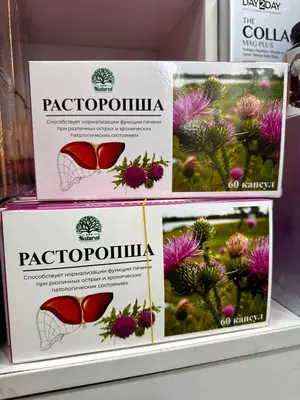 DAY2DAY
THE
COLLA
MAG PLUS
Natural
РАСТОРОПША
Способствует нормализации функции печени
при различных острых и хронических
патологических состояниях
60 капсул
Natural
РАСТОРОПША
Способствует нормализации функции печени
при различных острых и хронических
патологических состояниях
60 капсул